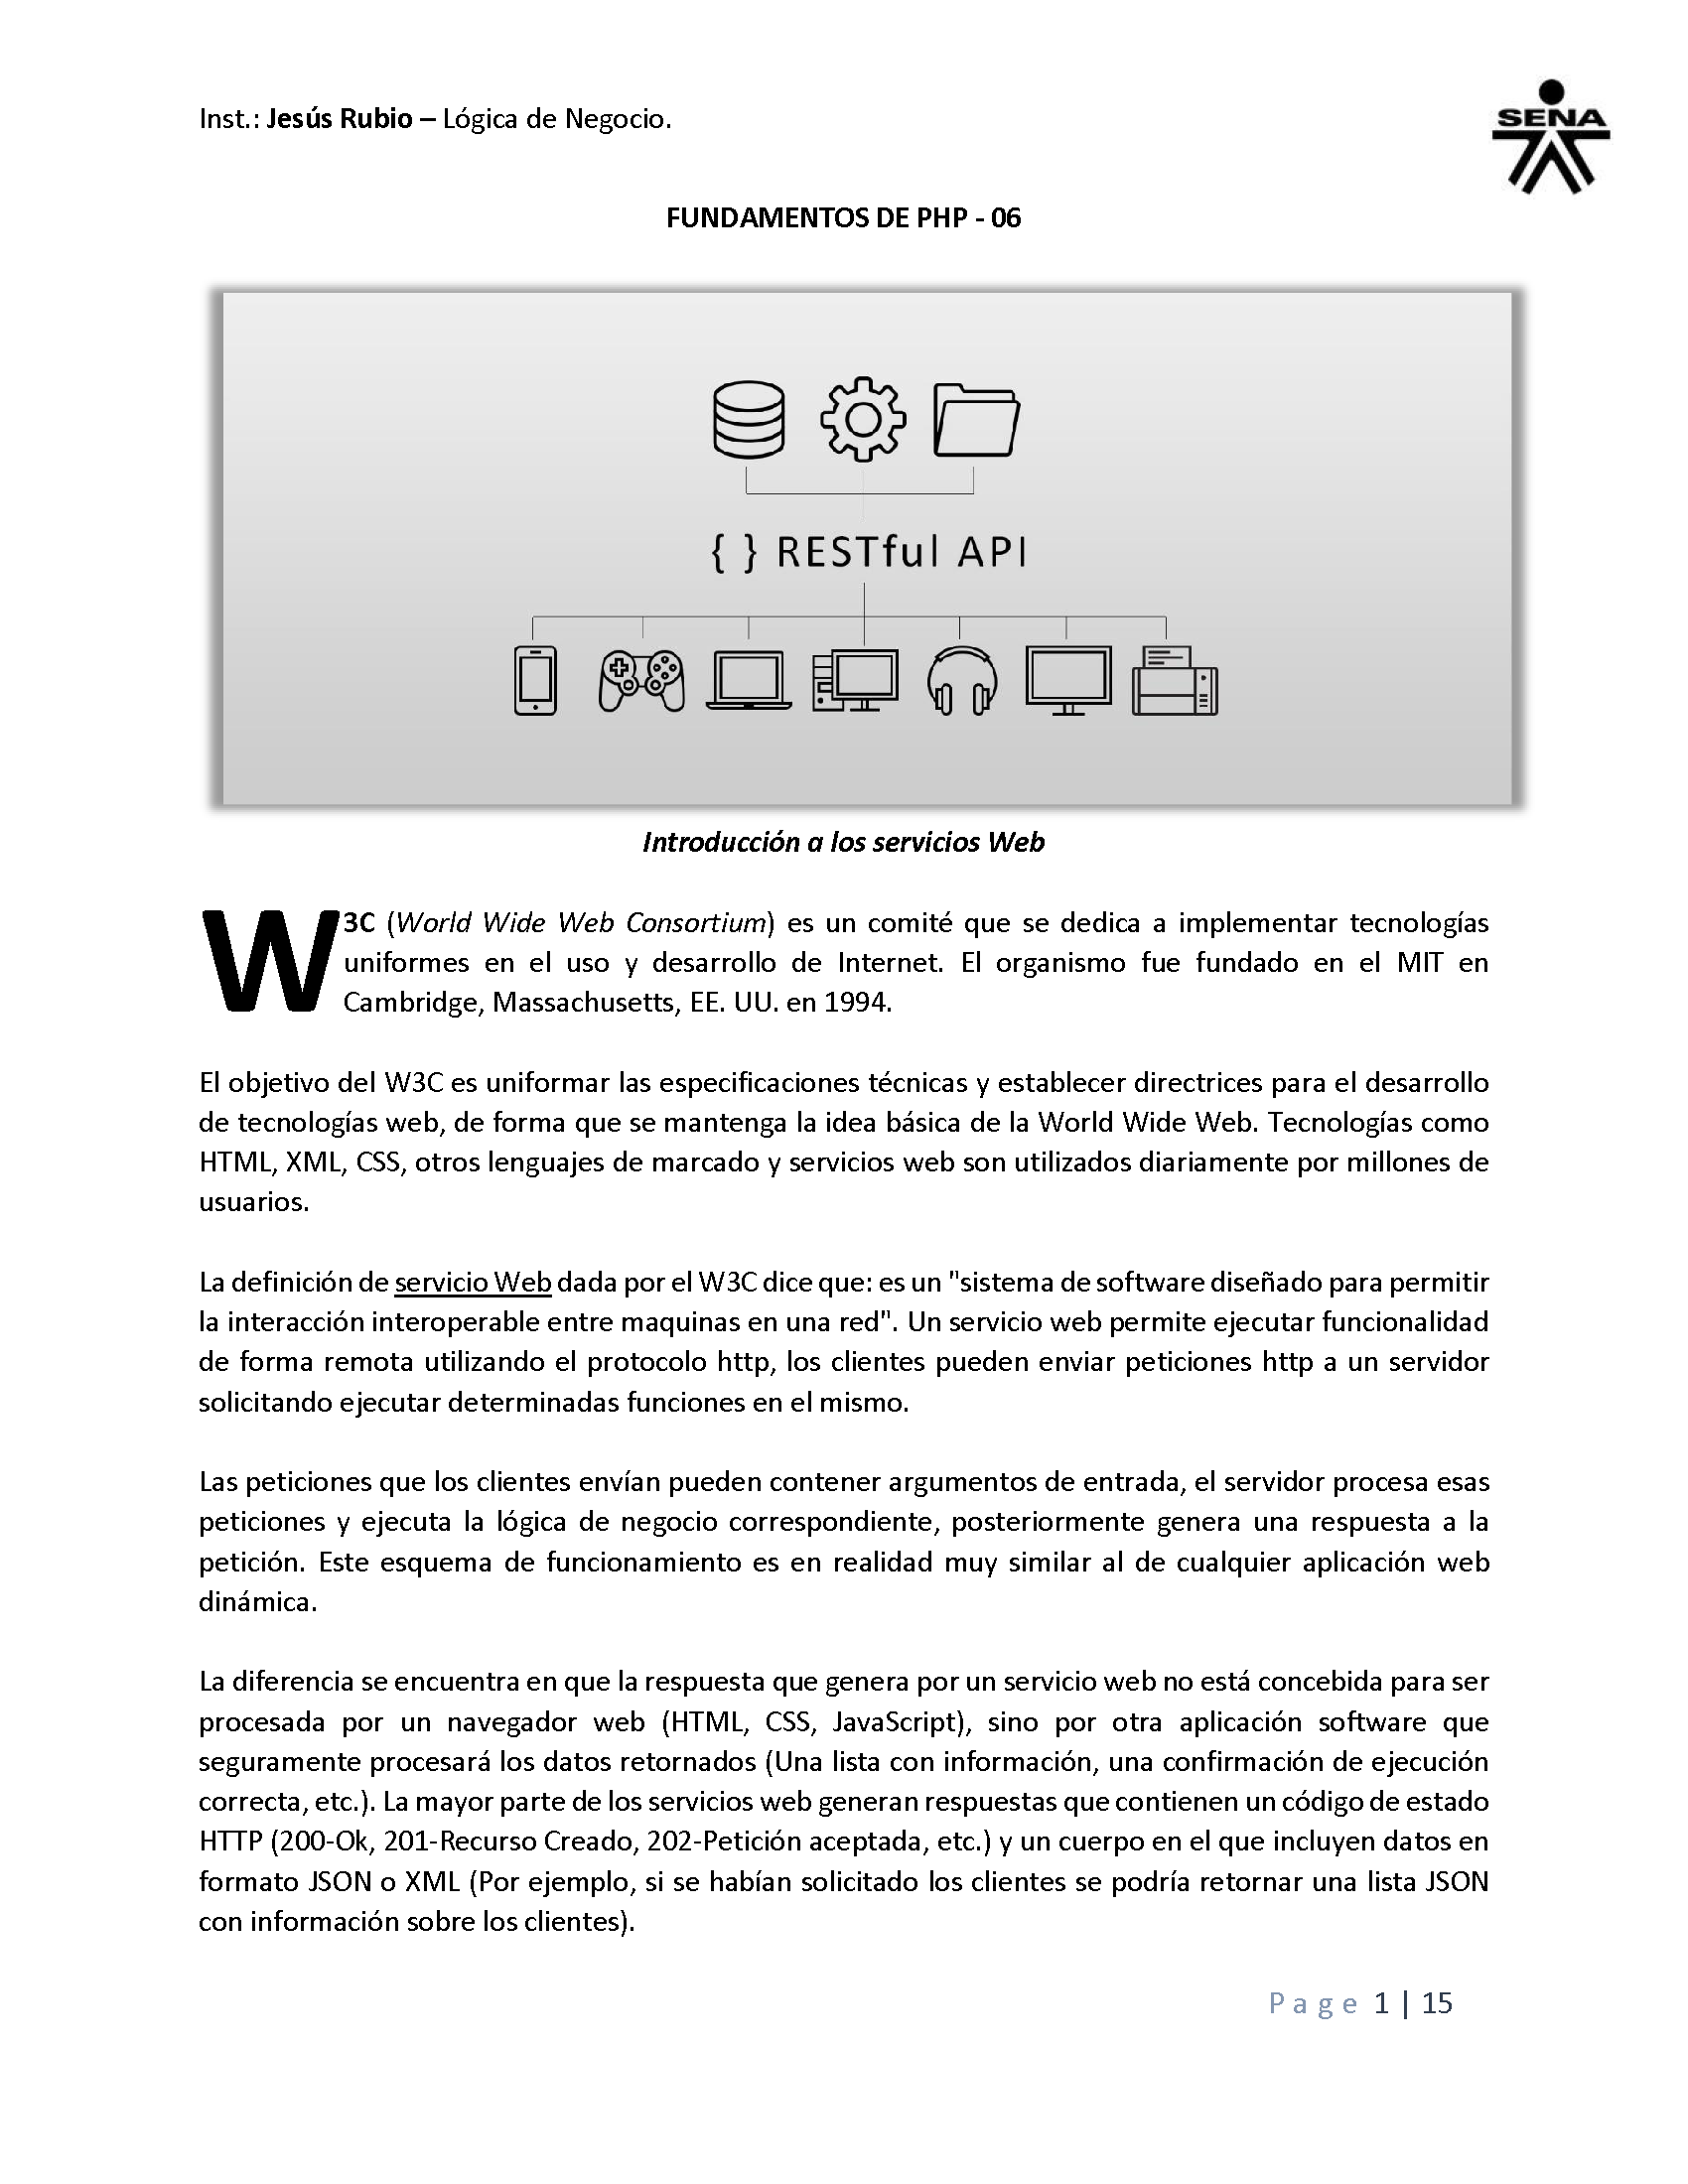 Inst.: Jesús Rubio – Lógica de Negocio.
SENA
FUNDAMENTOS DE PHP - 06
{ } RESTful API
Introducción a los servicios Web
W3C (World Wide Web Consortium) es un comité que se dedica a implementar tecnologías
uniformes en el uso y desarrollo de Internet. El organismo fue fundado en el MIT en
Cambridge, Massachusetts, EE. UU. en 1994.
El objetivo del W3C es uniformar las especificaciones técnicas y establecer directrices para el desarrollo
de tecnologías web, de forma que se mantenga la idea básica de la World Wide Web. Tecnologías como
HTML, XML, CSS, otros lenguajes de marcado y servicios web son utilizados diariamente por millones de
usuarios.
La definición de servicio Web dada por el W3C dice que: es un "sistema de software diseñado para permitir
la interacción interoperable entre maquinas en una red". Un servicio web permite ejecutar funcionalidad
de forma remota utilizando el protocolo http, los clientes pueden enviar peticiones http a un servidor
solicitando ejecutar determinadas funciones en el mismo.
Las peticiones que los clientes envían pueden contener argumentos de entrada, el servidor procesa esas
peticiones y ejecuta la lógica de negocio correspondiente, posteriormente genera una respuesta a la
petición. Este esquema de funcionamiento es en realidad muy similar al de cualquier aplicación web
dinámica.
La diferencia se encuentra en que la respuesta que genera por un servicio web no está concebida para ser
procesada por un navegador web (HTML, CSS, JavaScript), sino por otra aplicación software que
seguramente procesará los datos retornados (Una lista con información, una confirmación de ejecución
correcta, etc.). La mayor parte de los servicios web generan respuestas que contienen un código de estado
HTTP (200-Ok, 201-Recurso Creado, 202-Petición aceptada, etc.) y un cuerpo en el que incluyen datos en
formato JSON o XML (Por ejemplo, si se habían solicitado los clientes se podría retornar una lista JSON
con información sobre los clientes).
Page 1 | 15